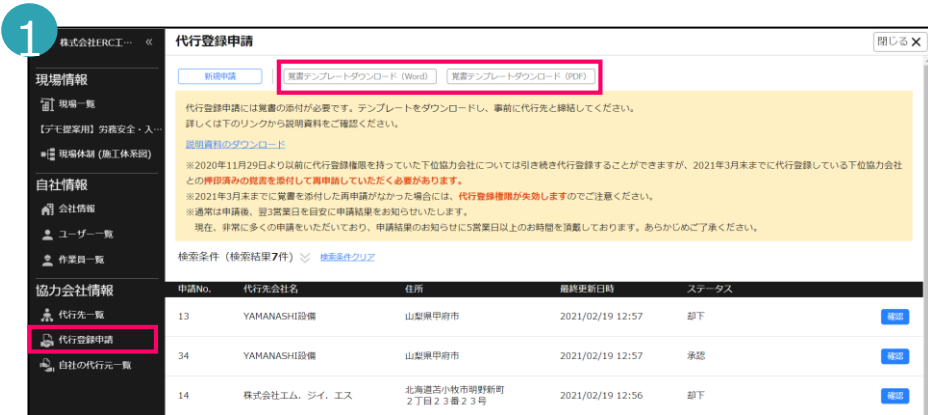 1
株式会社ERC工… «
代行登録申請
閉じる ×
現場情報
現場一覧
【デモ提案用】労務安全・入…
現場体制 (施工体系図)
自社情報
会社情報
ユーザー一覧
作業員一覧
協力会社情報
代行先一覧
代行登録申請
自社の代行元一覧
新規申請
覚書テンプレートダウンロード（Word）
覚書テンプレートダウンロード（PDF）
代行登録申請には覚書の添付が必要です。テンプレートをダウンロードし、事前に代行先と締結してください。
詳しくは下のリンクから説明資料をご確認ください。
説明資料のダウンロード
※2020年11月29日より以前に代行登録権限を持っていた下位協力会社については引き続き代行登録することができますが、2021年3月末までに代行登録している下位協力会社
との押印済みの覚書を添付して再申請していただく必要があります。
※2021年3月末までに覚書を添付した再申請がなかった場合には、代行登録権限が失効しますのでご注意ください。
※通常は申請後、翌3営業日を目安に申請結果をお知らせいたします。
現在、非常に多くの申請をいただいており、申請結果のお知らせに5営業日以上のお時間を頂戴しております。あらかじめご了承ください。
検索条件（検索結果7件） 検索条件クリア
申請No. 代行先会社名 住所 最終更新日時 ステータス
13 YAMANASHI設備 山梨県甲府市 2021/02/19 12:57 却下 確認
34 YAMANASHI設備 山梨県甲府市 2021/02/19 12:57 承認 確認
14 株式会社エム．ジイ．エス 北海道苫小牧市明野新町 2021/02/19 12:56 却下 確認
２丁目２３番２３号